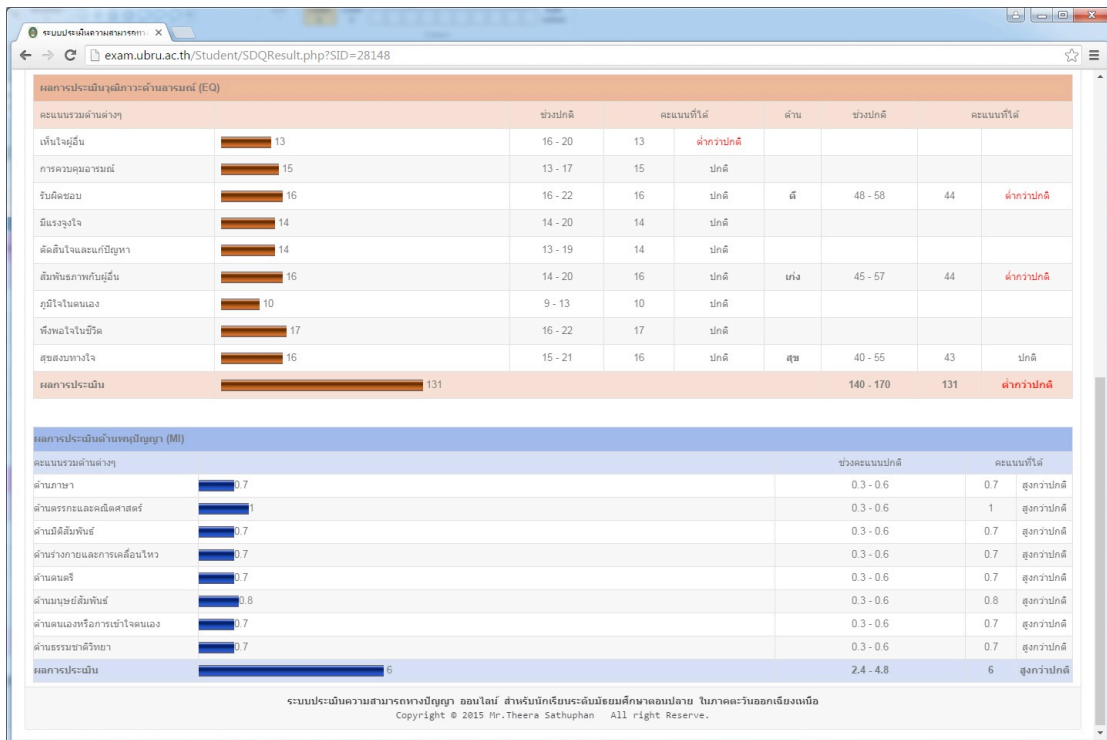 ระบบประเมินความสามารถทาง
exam.ubru.ac.th/Student/SDQResult.php?SID=28148
ผลการประเมินวุฒิภาวะด้านอารมณ์ (EQ)
คะแนนรวมด้านต่างๆ ช่วงปกติ คะแนนที่ได้ ด้าน ช่วงปกติ คะแนนที่ได้
เห็นใจผู้อื่น 13 16 - 20 13 ต่ำกว่าปกติ
การควบคุมอารมณ์ 15 13 - 17 15 ปกติ
รับผิดชอบ 16 16 - 22 16 ปกติ ดี 48 - 58 44 ต่ำกว่าปกติ
มีแรงจูงใจ 14 14 - 20 14 ปกติ
ตัดสินใจและแก้ปัญหา 14 13 - 19 14 ปกติ
สัมพันธภาพกับผู้อื่น 16 14 - 20 16 ปกติ เก่ง 45 - 57 44 ต่ำกว่าปกติ
ภูมิใจในตนเอง 10 9 - 13 10 ปกติ
พึงพอใจในชีวิต 17 16 - 22 17 ปกติ
สุขสงบทางใจ 16 15 - 21 16 ปกติ สุข 40 - 55 43 ปกติ
ผลการประเมิน 131 140 - 170 131 ต่ำกว่าปกติ
ผลการประเมินด้านพหุปัญญา (MI)
คะแนนรวมด้านต่างๆ ช่วงคะแนนปกติ คะแนนที่ได้
ด้านภาษา 0.7 0.3 - 0.6 0.7 สูงกว่าปกติ
ด้านตรรกะและคณิตศาสตร์ 1 0.3 - 0.6 1 สูงกว่าปกติ
ด้านมิติสัมพันธ์ 0.7 0.3 - 0.6 0.7 สูงกว่าปกติ
ด้านร่างกายและการเคลื่อนไหว 0.7 0.3 - 0.6 0.7 สูงกว่าปกติ
ด้านดนตรี 0.7 0.3 - 0.6 0.7 สูงกว่าปกติ
ด้านมนุษย์สัมพันธ์ 0.8 0.3 - 0.6 0.8 สูงกว่าปกติ
ด้านตนเองหรือการเข้าใจตนเอง 0.7 0.3 - 0.6 0.7 สูงกว่าปกติ
ด้านธรรมชาติวิทยา 0.7 0.3 - 0.6 0.7 สูงกว่าปกติ
ผลการประเมิน 6 2.4 - 4.8 6 สูงกว่าปกติ
ระบบประเมินความสามารถทางปัญญา ออนไลน์ สำหรับนักเรียนระดับมัธยมศึกษาตอนปลาย ในภาคตะวันออกเฉียงเหนือ
Copyright © 2015 Mr.Theera Sathuphan All right Reserve.